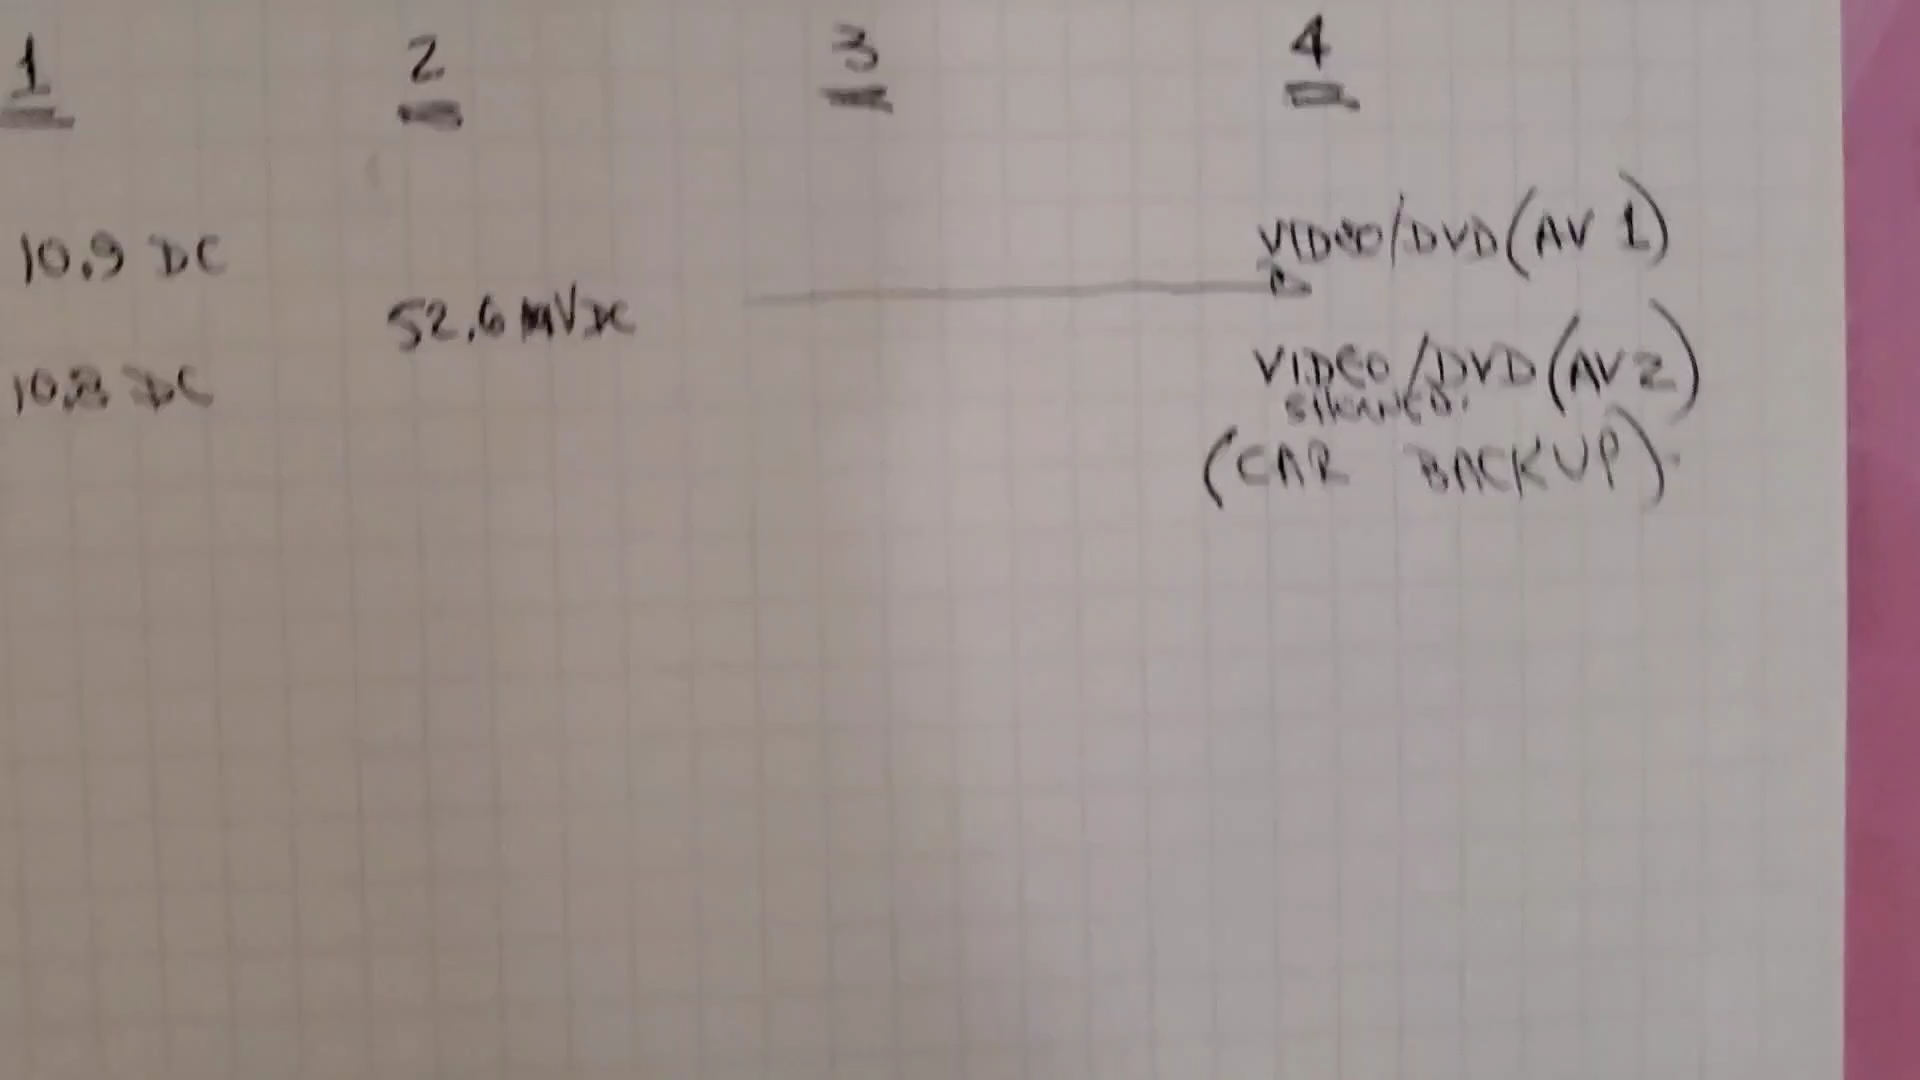 1 2 3 4
10.9 DC
VIDEO/DVD (AV 1)
52.6 mVDC
10.8 DC
VIDEO/DVD (AV 2)
(CAR BACKUP)